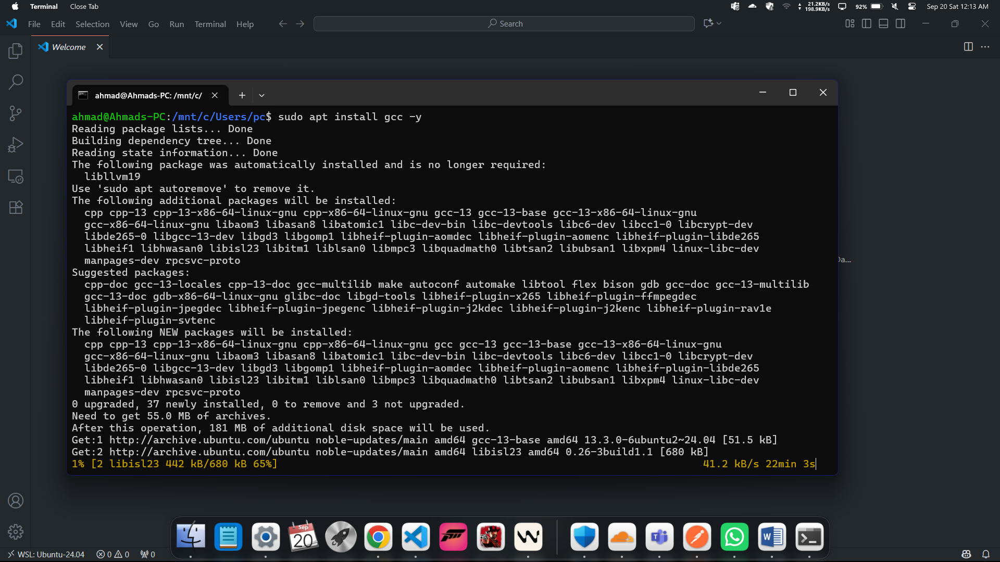 Terminal Close Tab
21.2KB/s
198.9KB/s
92%
Sep 20 Sat 12:13 AM
File Edit Selection View Go Run Terminal Help
Search
Welcome
ahmad@Ahmads-PC: /mnt/c/
ahmad@Ahmads-PC:/mnt/c/Users/pc$ sudo apt install gcc -y
Reading package lists... Done
Building dependency tree... Done
Reading state information... Done
The following package was automatically installed and is no longer required:
libllvm19
Use 'sudo apt autoremove' to remove it.
The following additional packages will be installed:
cpp cpp-13 cpp-13-x86-64-linux-gnu cpp-x86-64-linux-gnu gcc-13 gcc-13-base gcc-13-x86-64-linux-gnu
gcc-x86-64-linux-gnu libaom3 libasan8 libatomic1 libc-dev-bin libc-devtools libc6-dev libcc1-0 libcrypt-dev
libde265-0 libgcc-13-dev libgd3 libgomp1 libheif-plugin-aomdec libheif-plugin-aomenc libheif-plugin-libde265
libheif1 libhwasan0 libisl23 libitm1 liblsan0 libmpc3 libquadmath0 libtsan2 libubsan1 libxpm4 linux-libc-dev
manpages-dev rpcsvc-proto
Da...
Suggested packages:
cpp-doc gcc-13-locales cpp-13-doc gcc-multilib make autoconf automake libtool flex bison gdb gcc-doc gcc-13-multilib
gcc-13-doc gdb-x86-64-linux-gnu glibc-doc libgd-tools libheif-plugin-x265 libheif-plugin-ffmpegdec
libheif-plugin-jpegdec libheif-plugin-jpegenc libheif-plugin-j2kdec libheif-plugin-j2kenc libheif-plugin-rav1e
libheif-plugin-svtenc
The following NEW packages will be installed:
cpp cpp-13 cpp-13-x86-64-linux-gnu cpp-x86-64-linux-gnu gcc gcc-13 gcc-13-base gcc-13-x86-64-linux-gnu
gcc-x86-64-linux-gnu libaom3 libasan8 libatomic1 libc-dev-bin libc-devtools libc6-dev libcc1-0 libcrypt-dev
libde265-0 libgcc-13-dev libgd3 libgomp1 libheif-plugin-aomdec libheif-plugin-aomenc libheif-plugin-libde265
libheif1 libhwasan0 libisl23 libitm1 liblsan0 libmpc3 libquadmath0 libtsan2 libubsan1 libxpm4 linux-libc-dev
manpages-dev rpcsvc-proto
0 upgraded, 37 newly installed, 0 to remove and 3 not upgraded.
Need to get 55.0 MB of archives.
After this operation, 181 MB of additional disk space will be used.
Get:1 http://archive.ubuntu.com/ubuntu noble-updates/main amd64 gcc-13-base amd64 13.3.0-6ubuntu2~24.04 [51.5 kB]
Get:2 http://archive.ubuntu.com/ubuntu noble-updates/main amd64 libisl23 amd64 0.26-3build1.1 [680 kB]
1% [2 libisl23 442 kB/680 kB 65%] 41.2 kB/s 22min 3s
Sep
20
W
T
W
WSL: Ubuntu-24.04 0 0 0